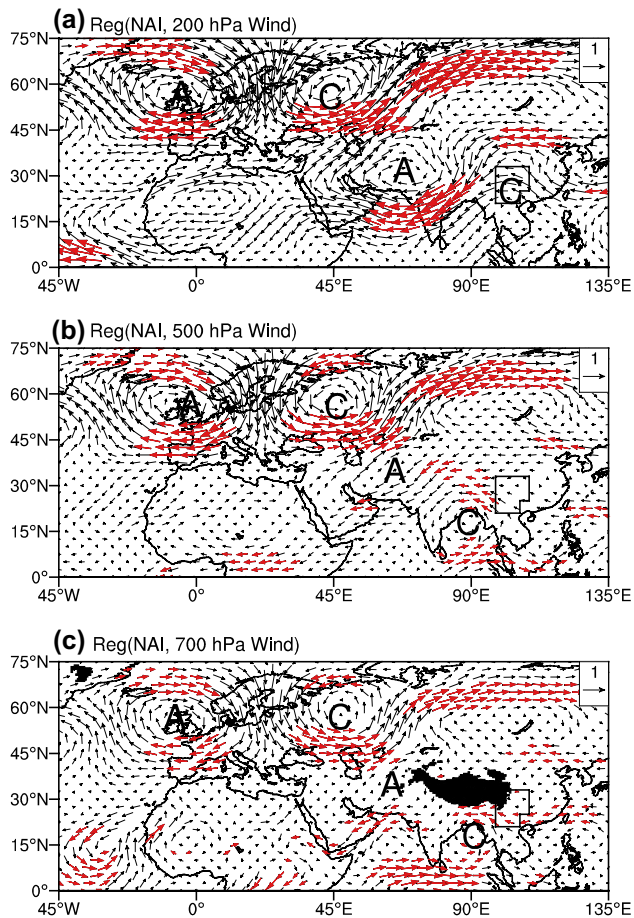 (a) Reg(NAI, 200 hPa Wind)
75°N
1
60°N
A
C
45°N
30°N
A
C
15°N
0°
45°W 0° 45°E 90°E 135°E
(b) Reg(NAI, 500 hPa Wind)
75°N
1
60°N
A
C
45°N
A
30°N
C
15°N
0°
45°W 0° 45°E 90°E 135°E
(c) Reg(NAI, 700 hPa Wind)
75°N
1
60°N
A
C
45°N
A
30°N
C
15°N
0°
45°W 0° 45°E 90°E 135°E